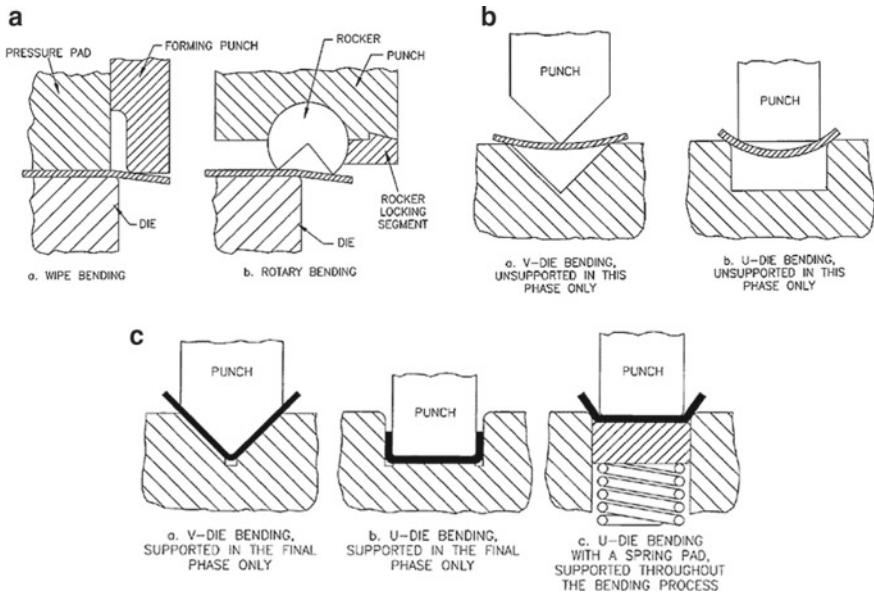 a
PRESSURE PAD
FORMING PUNCH
DIE
a. WIPE BENDING
ROCKER
PUNCH
ROCKER
LOCKING
SEGMENT
DIE
b. ROTARY BENDING
b
PUNCH
a. V-DIE BENDING,
UNSUPPORTED IN THIS
PHASE ONLY
PUNCH
b. U-DIE BENDING,
UNSUPPORTED IN THIS
PHASE ONLY
c
PUNCH
a. V-DIE BENDING,
SUPPORTED IN THE FINAL
PHASE ONLY
PUNCH
b. U-DIE BENDING,
SUPPORTED IN THE FINAL
PHASE ONLY
PUNCH
c. U-DIE BENDING
WITH A SPRING PAD,
SUPPORTED THROUGHOUT
THE BENDING PROCESS